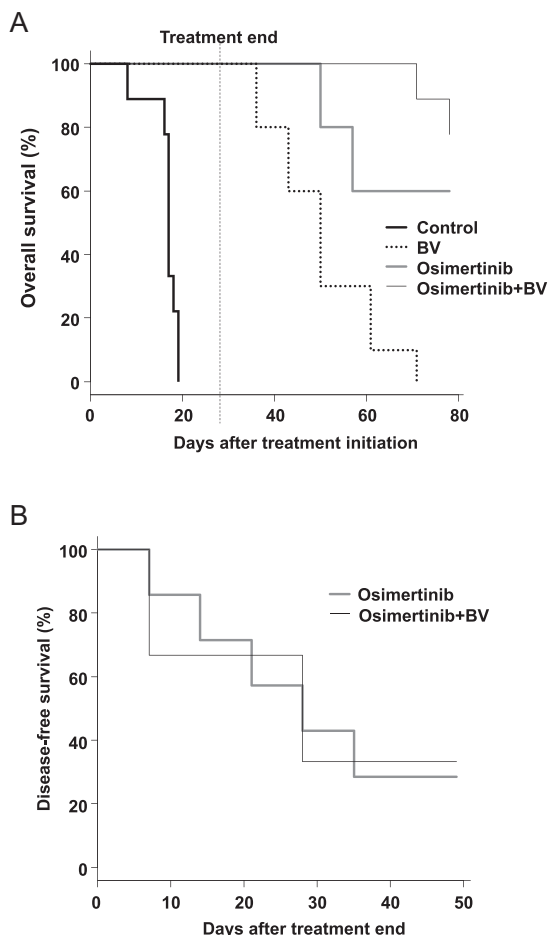 A
Treatment end
Overall survival (%)
100
80
60
40
20
0
Control
BV
Osimertinib
Osimertinib+BV
0 20 40 60 80
Days after treatment initiation
B
Disease-free survival (%)
100
80
60
40
20
0
Osimertinib
Osimertinib+BV
0 10 20 30 40 50
Days after treatment end